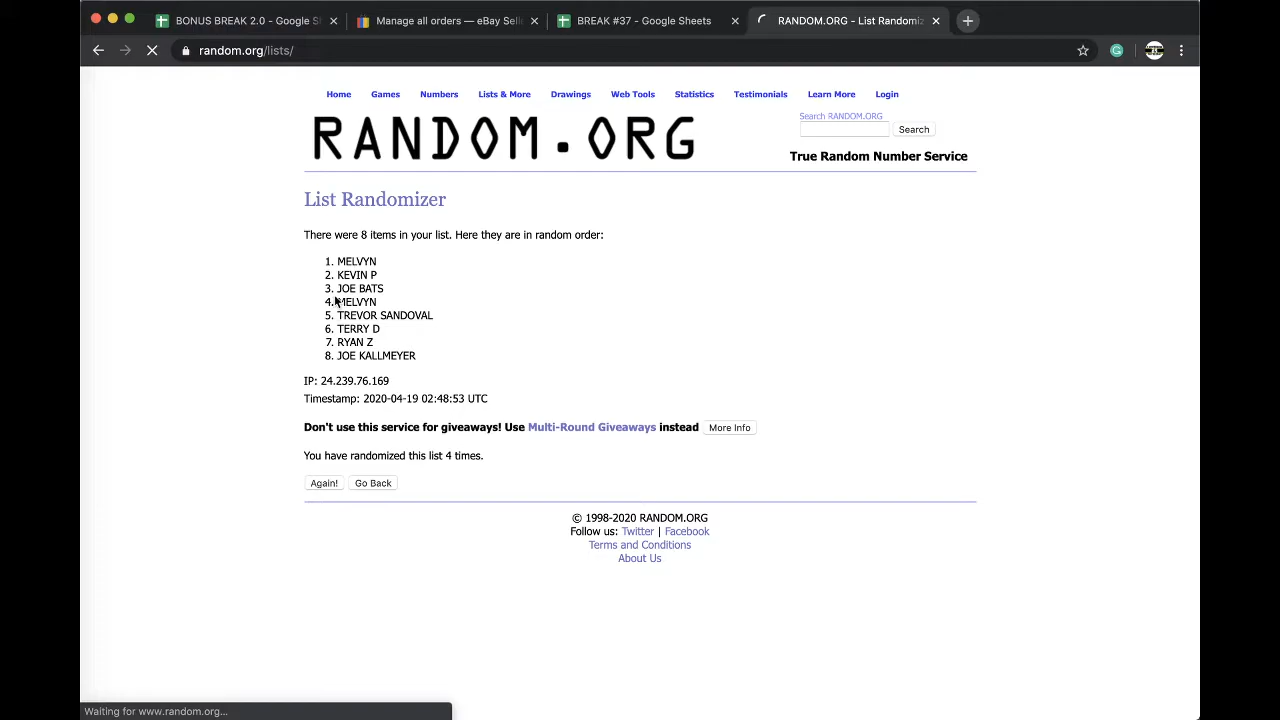 BONUS BREAK 2.0 - Google Sh
Manage all orders — eBay Selle
BREAK #37 - Google Sheets
RANDOM.ORG - List Randomiz
random.org/lists/
Home Games Numbers Lists & More Drawings Web Tools Statistics Testimonials Learn More Login
Search RANDOM.ORG
RANDOM.ORG
Search
True Random Number Service
List Randomizer
There were 8 items in your list. Here they are in random order:
1. MELVYN
2. KEVIN P
3. JOE BATS
4. MELVYN
5. TREVOR SANDOVAL
6. TERRY D
7. RYAN Z
8. JOE KALLMEYER
IP: 24.239.76.169
Timestamp: 2020-04-19 02:48:53 UTC
Don't use this service for giveaways! Use Multi-Round Giveaways instead More Info
You have randomized this list 4 times.
Again! Go Back
© 1998-2020 RANDOM.ORG
Follow us: Twitter | Facebook
Terms and Conditions
About Us
Waiting for www.random.org...